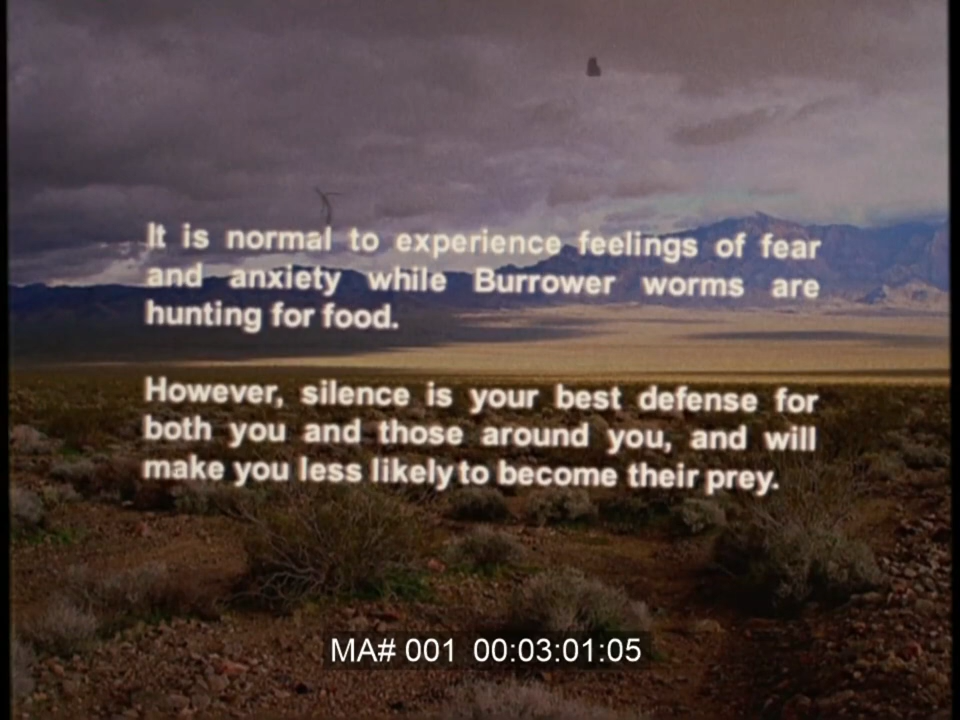 It is normal to experience feelings of fear
and anxiety while Burrower worms are
hunting for food.
However, silence is your best defense for
both you and those around you, and will
make you less likely to become their prey.
MA# 001 00:03:01:05